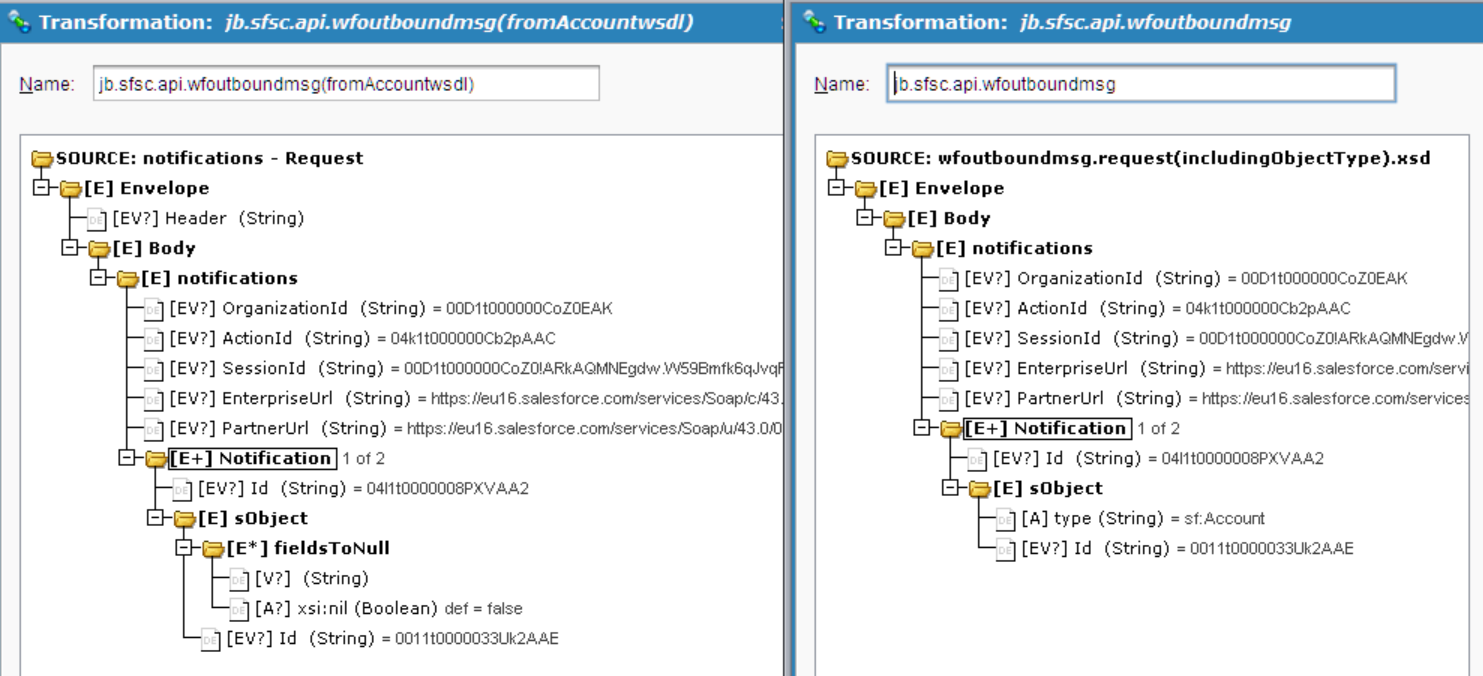 Transformation: jb.sfsc.api.wfoutboundmsg(fromAccountwsdl)
Name: jb.sfsc.api.wfoutboundmsg(fromAccountwsdl)
SOURCE: notifications - Request
[E] Envelope
[EV?] Header (String)
[E] Body
[E] notifications
[EV?] OrganizationId (String) = 00D1t000000CoZ0EAK
[EV?] ActionId (String) = 04k1t000000Cb2pAAC
[EV?] SessionId (String) = 00D1t000000CoZ0!ARkAQMNEgdw.W59Bmfk6qJvqF
[EV?] EnterpriseUrl (String) = https://eu16.salesforce.com/services/Soap/c/43.
[EV?] PartnerUrl (String) = https://eu16.salesforce.com/services/Soap/u/43.0/0
[E+] Notification 1 of 2
[EV?] Id (String) = 04l1t0000008PXVAA2
[E] sObject
[E*] fieldsToNull
[V?] (String)
[A?] xsi:nil (Boolean) def = false
[EV?] Id (String) = 0011t0000033Uk2AAE
Transformation: jb.sfsc.api.wfoutboundmsg
Name: jb.sfsc.api.wfoutboundmsg
SOURCE: wfoutboundmsg.request(includingObjectType).xsd
[E] Envelope
[E] Body
[E] notifications
[EV?] OrganizationId (String) = 00D1t000000CoZ0EAK
[EV?] ActionId (String) = 04k1t000000Cb2pAAC
[EV?] SessionId (String) = 00D1t000000CoZ0!ARkAQMNEgdw.V
[EV?] EnterpriseUrl (String) = https://eu16.salesforce.com/servi
[EV?] PartnerUrl (String) = https://eu16.salesforce.com/services
[E+] Notification 1 of 2
[EV?] Id (String) = 04l1t0000008PXVAA2
[E] sObject
[A] type (String) = sf:Account
[EV?] Id (String) = 0011t0000033Uk2AAE